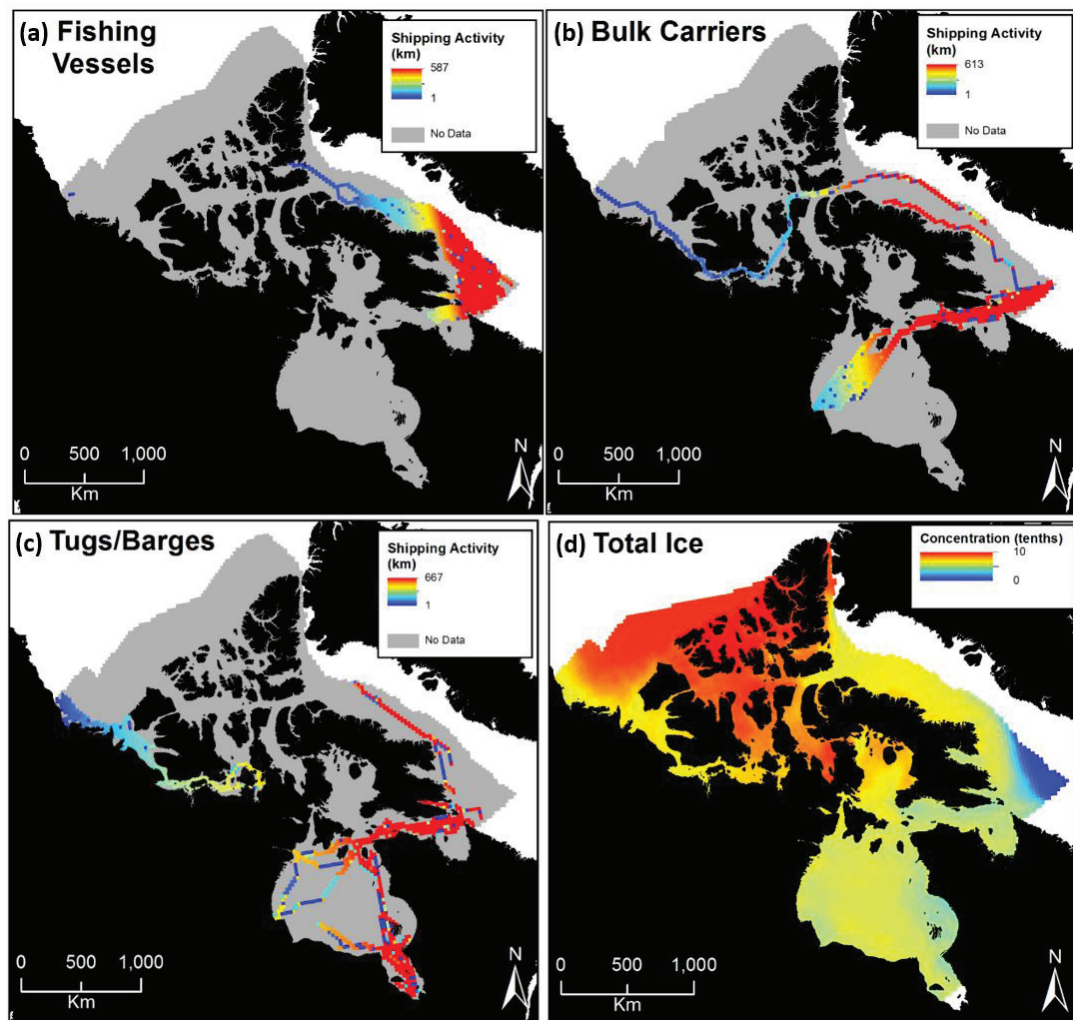 (a) Fishing
Vessels
Shipping Activity
(km)
587
1
No Data
0 500 1,000
Km
N
(b) Bulk Carriers
Shipping Activity
(km)
613
1
No Data
0 500 1,000
Km
N
(c) Tugs/Barges
Shipping Activity
(km)
667
1
No Data
0 500 1,000
Km
N
(d) Total Ice
Concentration (tenths)
10
0
0 500 1,000
Km
N